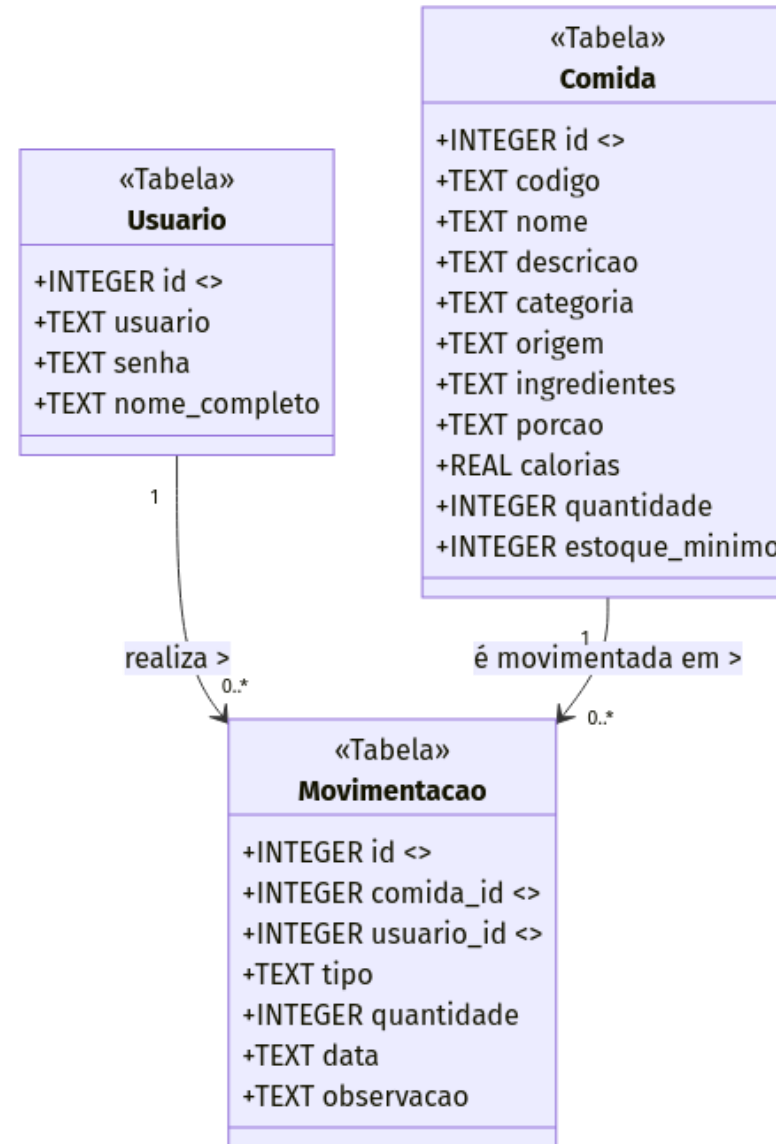 «Tabela»
Usuario
+INTEGER id <>
+TEXT usuario
+TEXT senha
+TEXT nome_completo
«Tabela»
Comida
+INTEGER id <>
+TEXT codigo
+TEXT nome
+TEXT descricao
+TEXT categoria
+TEXT origem
+TEXT ingredientes
+TEXT porcao
+REAL calorias
+INTEGER quantidade
+INTEGER estoque_minimo
1
realiza >
0..*
1
é movimentada em >
0..*
«Tabela»
Movimentacao
+INTEGER id <>
+INTEGER comida_id <>
+INTEGER usuario_id <>
+TEXT tipo
+INTEGER quantidade
+TEXT data
+TEXT observacao